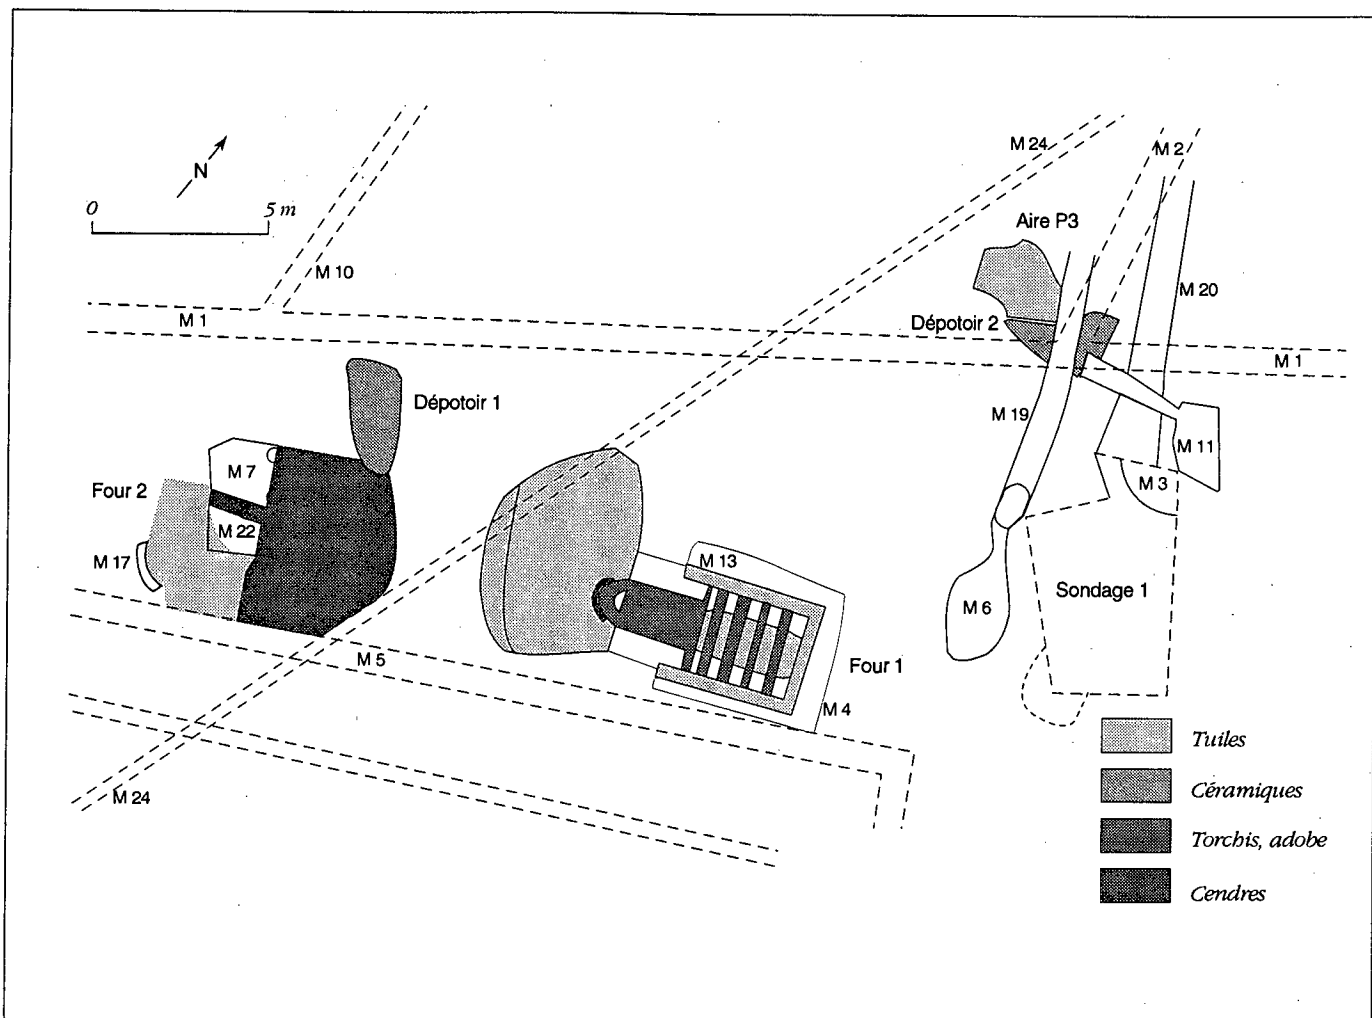 M 24
M 2
N
0 5 m
Aire P3
M 10
M 20
M 1
Dépotoir 2
M 1
Dépotoir 1
M 19
M 11
M 7
M 3
Four 2
M 22
M 17
M 13
M 6
Sondage 1
M 5
Four 1
M 4
M 24
Tuiles
Céramiques
Torchis, adobe
Cendres